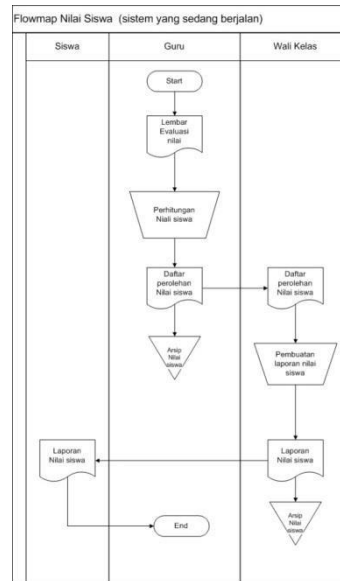 Flowmap Nilai Siswa (sistem yang sedang berjalan)
Siswa
Guru
Wali Kelas
Start
Lembar
Evaluasi
nilai
Perhitungan
Niali siswa
Daftar
perolehan
Nilai siswa
Daftar
perolehan
Nilai siswa
Arsip
Nilai
siswa
Pembuatan
laporan nilai
siswa
Laporan
Nilai siswa
Laporan
Nilai siswa
Arsip
Nilai
siswa
End